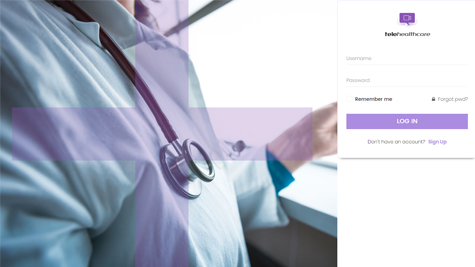 telehealthcare
Username
Password
Remember me
Forgot pwd?
LOG IN
Don't have an account? Sign Up